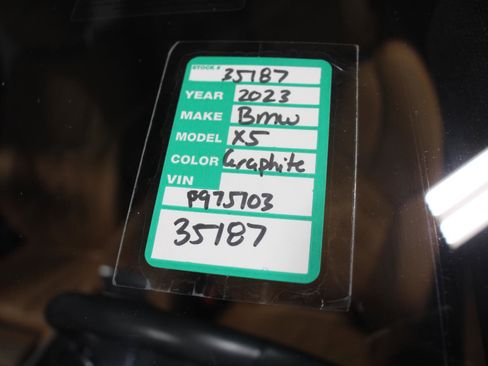 STOCK # 35187
YEAR 2023
MAKE Bmw
MODEL X5
COLOR Graphite
VIN
P975703
35187